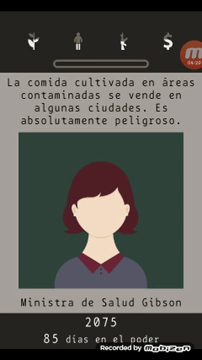 La comida cultivada en áreas
contaminadas se vende en
algunas ciudades. Es
absolutamente peligroso.
Ministra de Salud Gibson
2075
85 días en el poder
Recorded by Mobizen